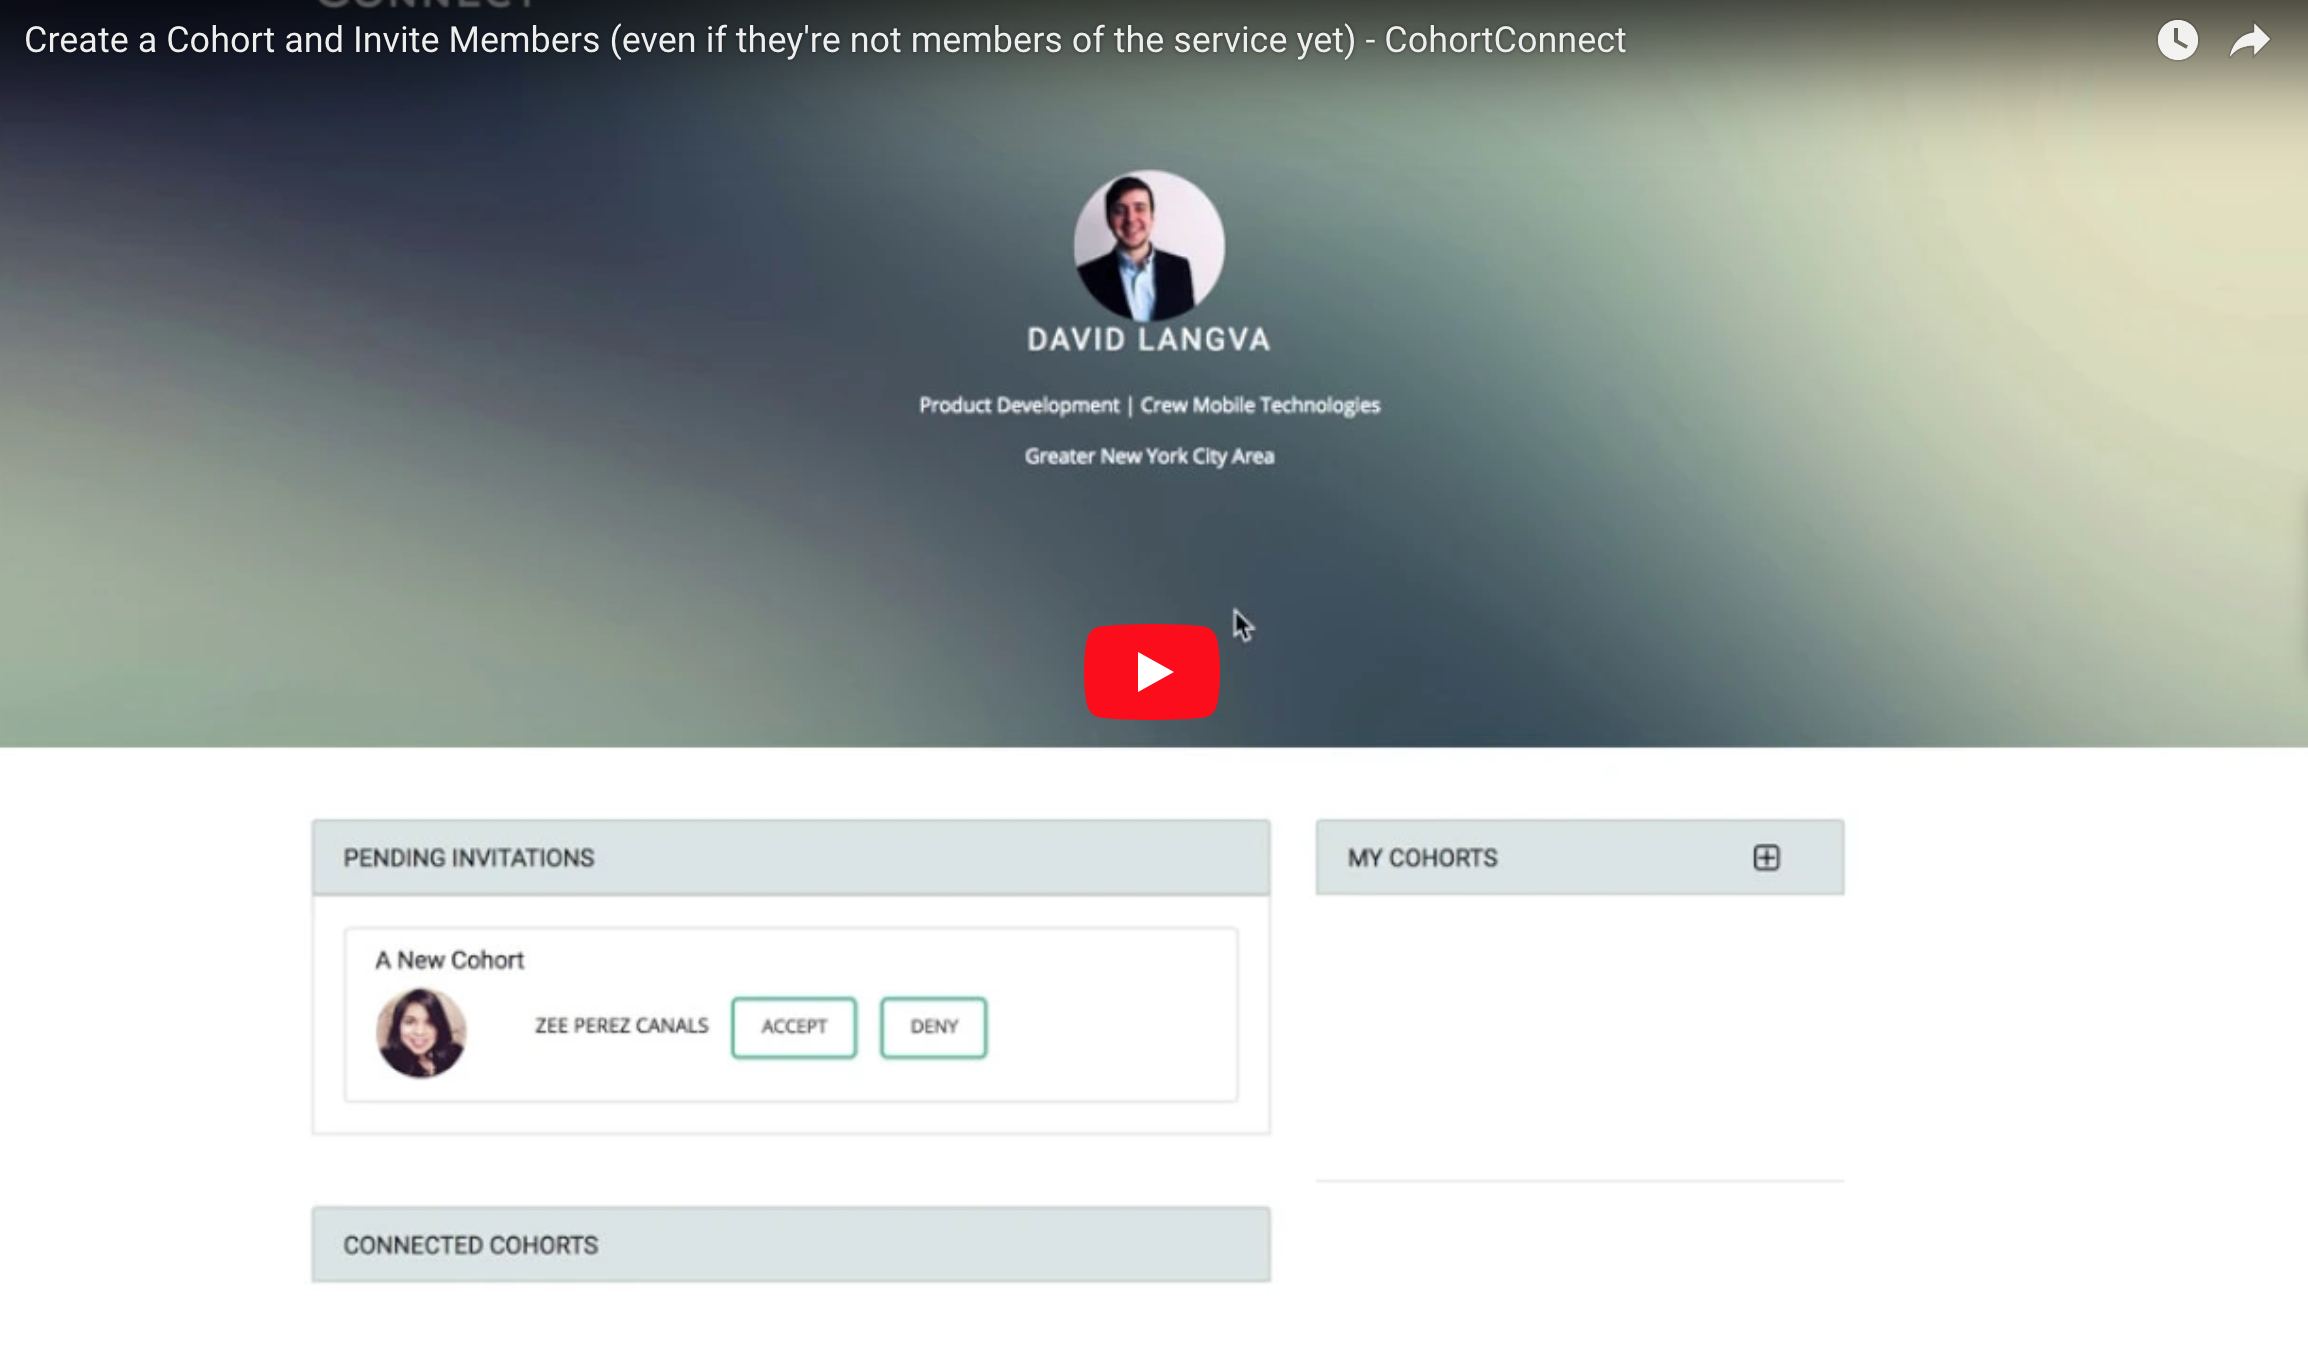 CONNECT
Create a Cohort and Invite Members (even if they're not members of the service yet) - CohortConnect
DAVID LANGVA
Product Development | Crew Mobile Technologies
Greater New York City Area
PENDING INVITATIONS
MY COHORTS
A New Cohort
ZEE PEREZ CANALS
ACCEPT
DENY
CONNECTED COHORTS